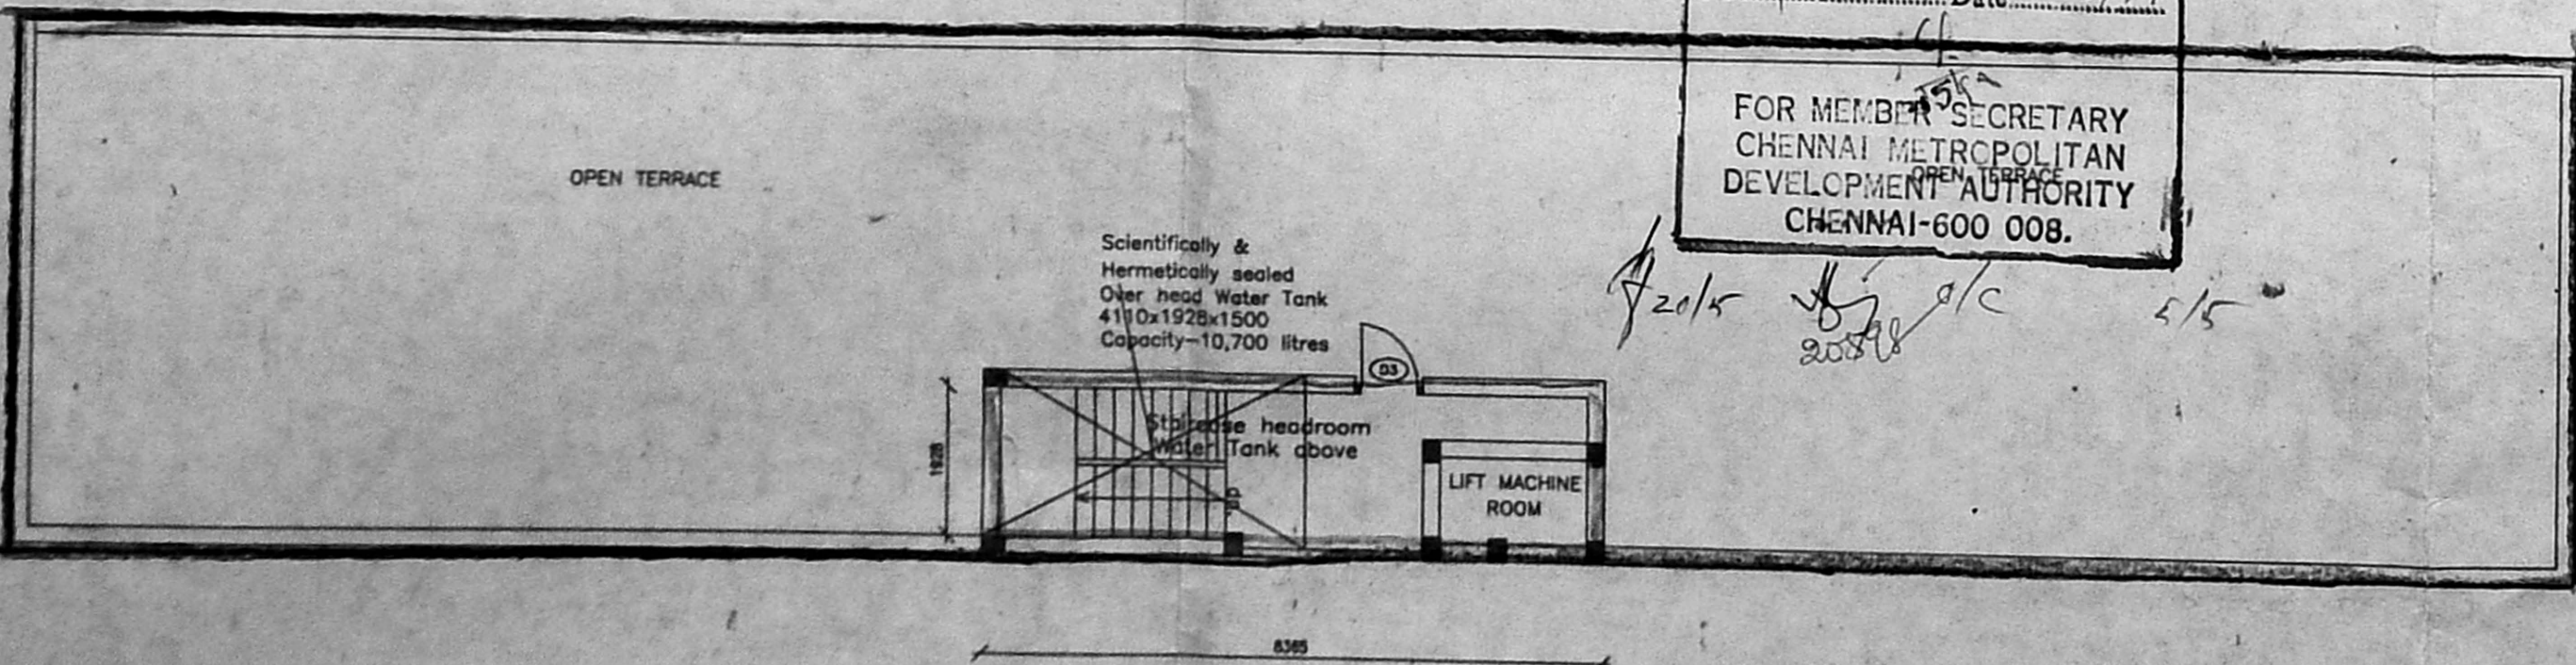 Date
FOR MEMBER SECRETARY
CHENNAI METROPOLITAN
DEVELOPMENT AUTHORITY
CHENNAI-600 008.
OPEN TERRACE
OPEN TERRACE
Scientifically &
Hermetically sealed
Over head Water Tank
4110x1928x1500
Capacity-10,700 litres
20/5
5/5
D3
Staircase headroom
Water Tank above
1928
UP
LIFT MACHINE
ROOM
8365